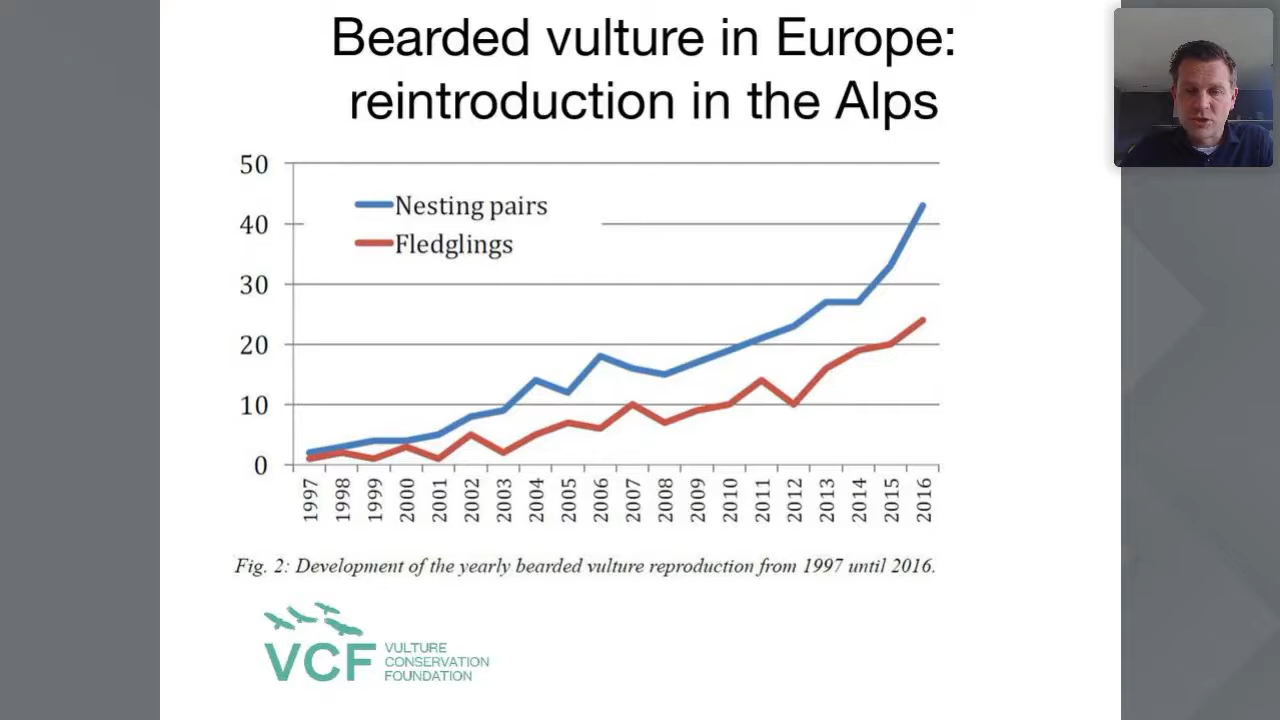 Bearded vulture in Europe:
reintroduction in the Alps
50
40
30
20
10
0
Nesting pairs
Fledglings
1997
1998
1999
2000
2001
2002
2003
2004
2005
2006
2007
2008
2009
2010
2011
2012
2013
2014
2015
2016
Fig. 2: Development of the yearly bearded vulture reproduction from 1997 until 2016.
VCF
VULTURE
CONSERVATION
FOUNDATION